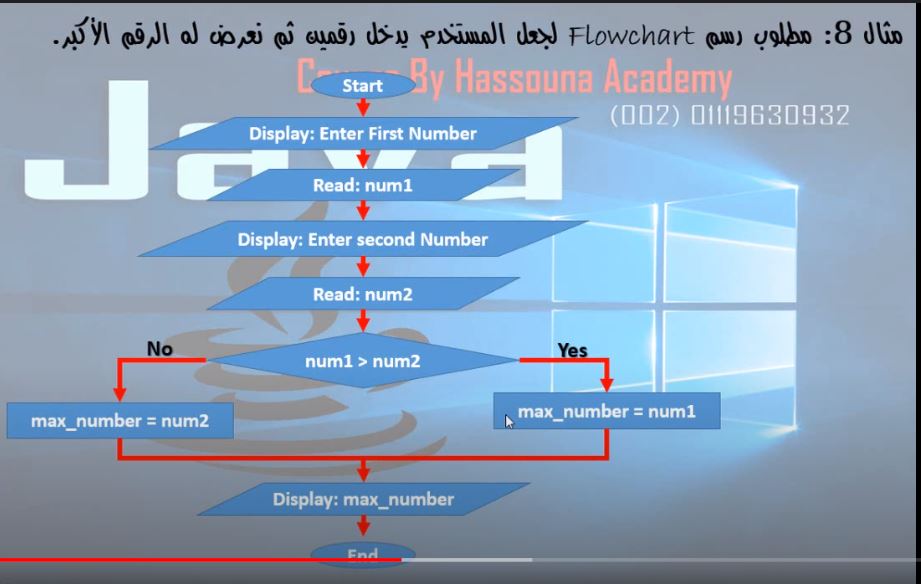 مثال 8: مطلوب رسم Flowchart لجعل المستخدم يدخل رقمين ثم نعرض له الرقم الأكبر.
Course By Hassouna Academy
(002) 01119630932
Java
Start
Display: Enter First Number
Read: num1
Display: Enter second Number
Read: num2
No
num1 > num2
Yes
max_number = num2
max_number = num1
Display: max_number
End